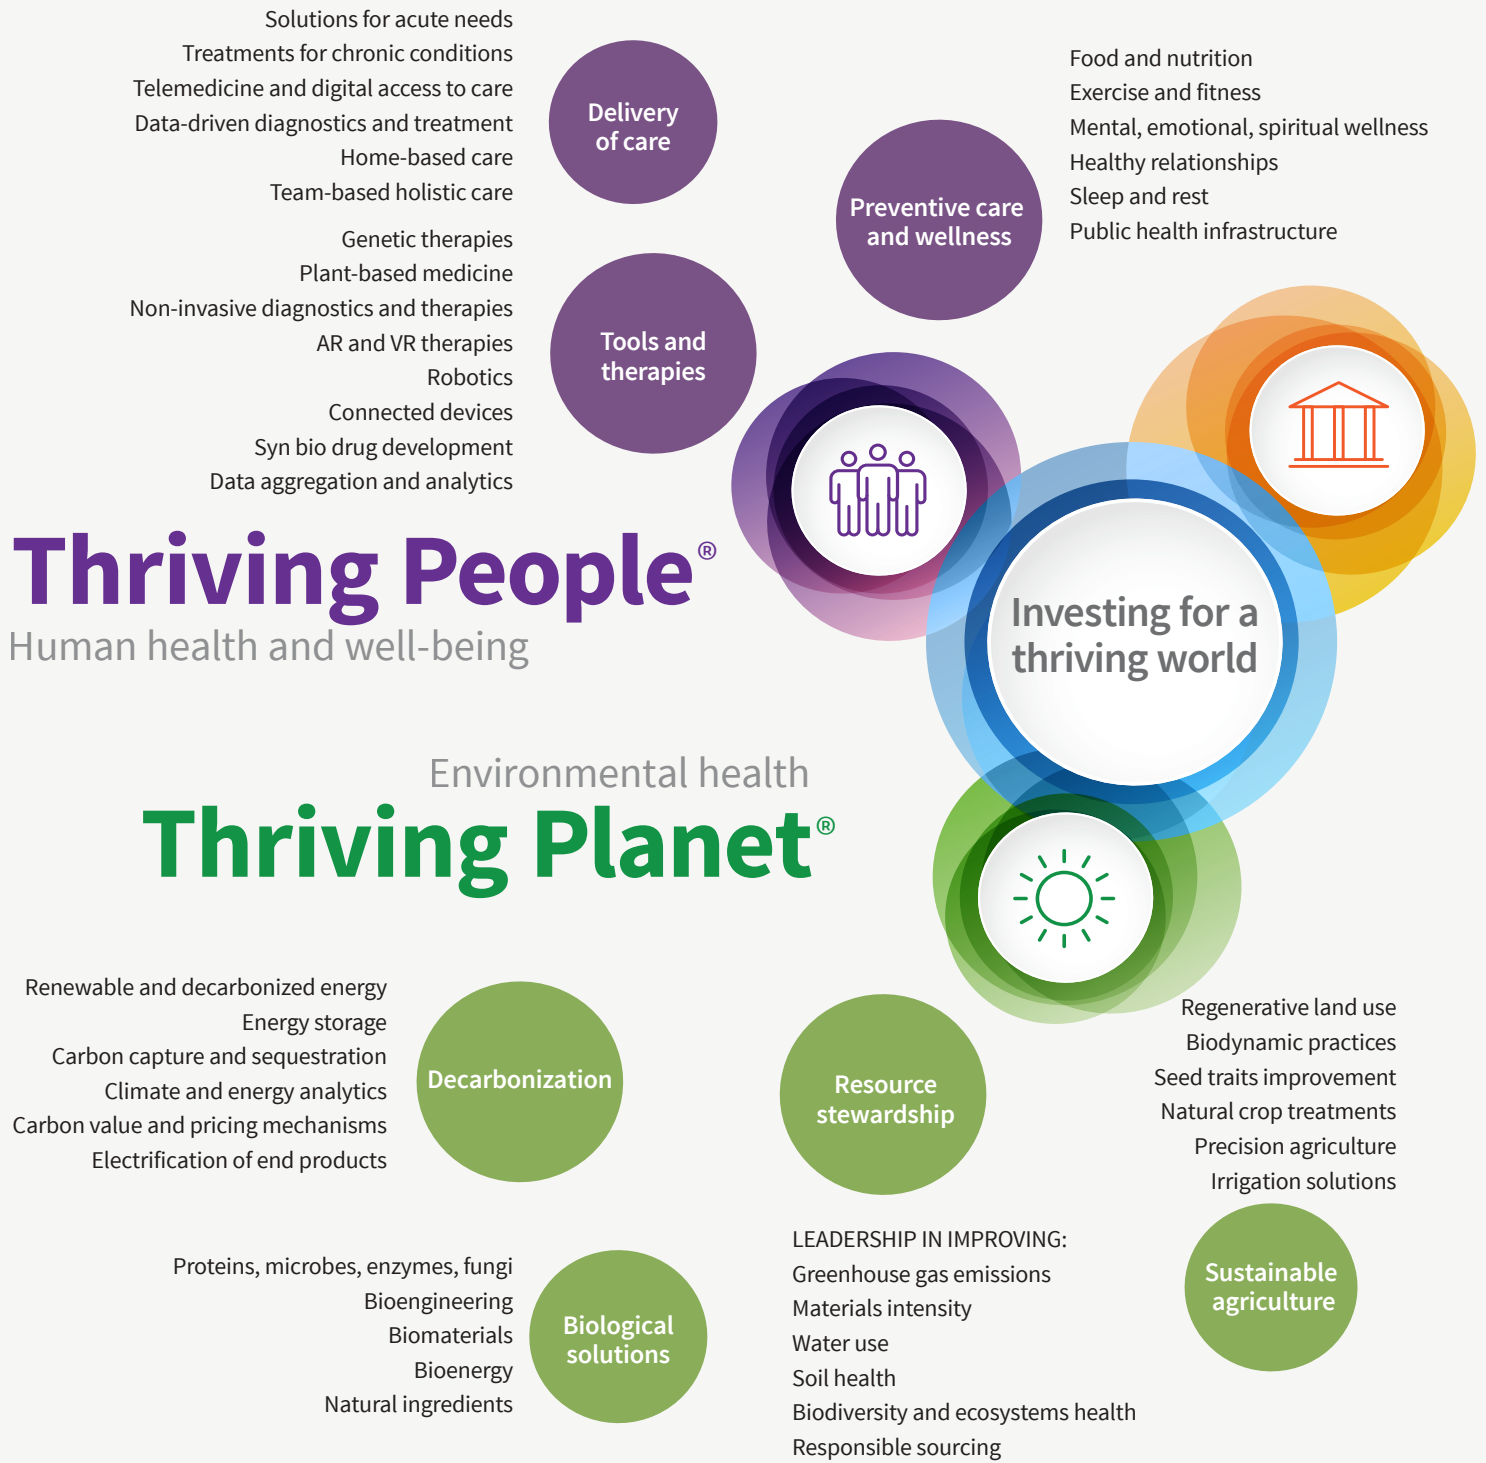 Solutions for acute needs
Treatments for chronic conditions
Telemedicine and digital access to care
Data-driven diagnostics and treatment
Home-based care
Team-based holistic care
Delivery
of care
Genetic therapies
Plant-based medicine
Non-invasive diagnostics and therapies
AR and VR therapies
Robotics
Connected devices
Syn bio drug development
Data aggregation and analytics
Tools and
therapies
Preventive care
and wellness
Food and nutrition
Exercise and fitness
Mental, emotional, spiritual wellness
Healthy relationships
Sleep and rest
Public health infrastructure
Thriving People®
Human health and well-being
Investing for a
thriving world
Environmental health
Thriving Planet®
Renewable and decarbonized energy
Energy storage
Carbon capture and sequestration
Climate and energy analytics
Carbon value and pricing mechanisms
Electrification of end products
Decarbonization
Proteins, microbes, enzymes, fungi
Bioengineering
Biomaterials
Bioenergy
Natural ingredients
Biological
solutions
Resource
stewardship
LEADERSHIP IN IMPROVING:
Greenhouse gas emissions
Materials intensity
Water use
Soil health
Biodiversity and ecosystems health
Responsible sourcing
Regenerative land use
Biodynamic practices
Seed traits improvement
Natural crop treatments
Precision agriculture
Irrigation solutions
Sustainable
agriculture